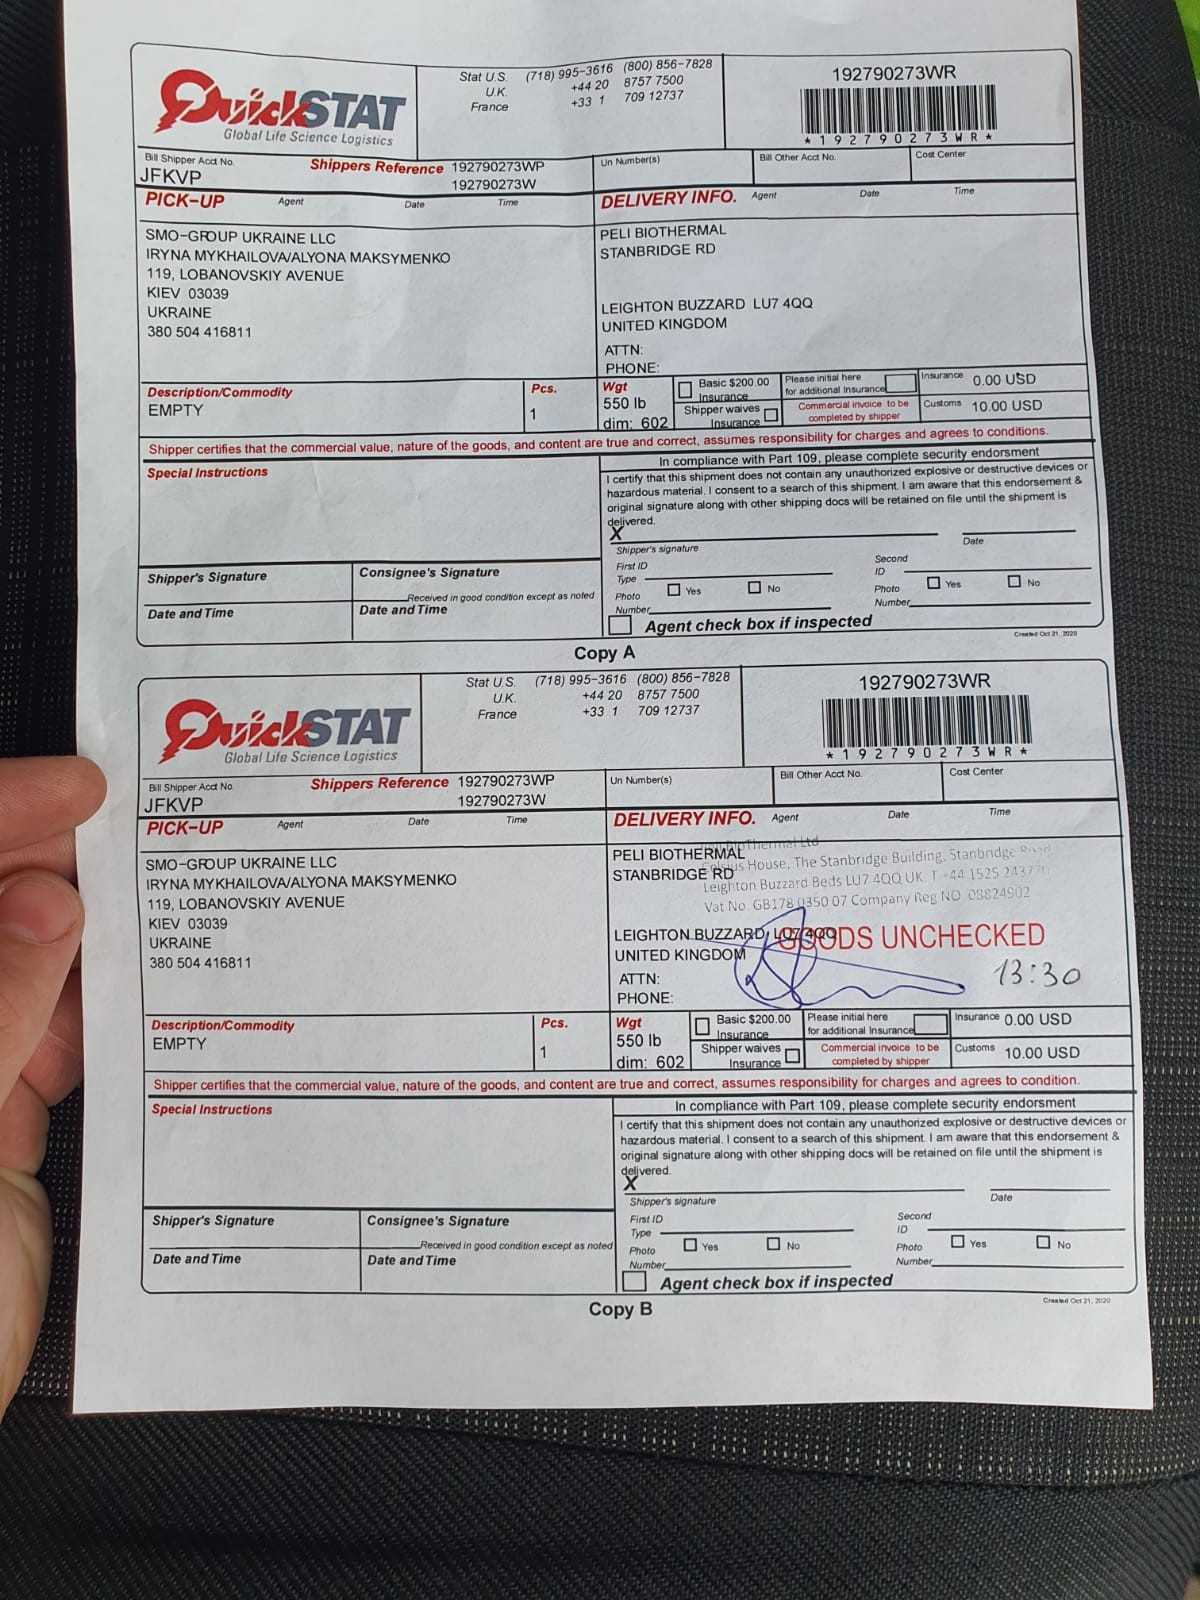 QuickSTAT
Global Life Science Logistics
Stat U.S. (718) 995-3616 (800) 856-7828
U.K. +44 20 8757 7500
France +33 1 709 12737
192790273WR
*192790273WR*
Bill Shipper Acct No.
JFKVP
Shippers Reference 192790273WP
192790273W
Un Number(s)
Bill Other Acct No.
Cost Center
PICK-UP Agent Date Time
DELIVERY INFO. Agent Date Time
SMO-GROUP UKRAINE LLC
IRYNA MYKHAILOVA/ALYONA MAKSYMENKO
119, LOBANOVSKIY AVENUE
KIEV 03039
UKRAINE
380 504 416811
PELI BIOTHERMAL
STANBRIDGE RD
LEIGHTON BUZZARD LU7 4QQ
UNITED KINGDOM
ATTN:
PHONE:
Description/Commodity
EMPTY
Pcs.
1
Wgt
550 lb
dim: 602
Basic $200.00
Insurance
Shipper waives
Insurance
Please initial here
for additional Insurance
Commercial invoice to be
completed by shipper
Insurance 0.00 USD
Customs 10.00 USD
Shipper certifies that the commercial value, nature of the goods, and content are true and correct, assumes responsibility for charges and agrees to conditions.
Special Instructions
In compliance with Part 109, please complete security endorsment
I certify that this shipment does not contain any unauthorized explosive or destructive devices or
hazardous material. I consent to a search of this shipment. I am aware that this endorsement &
original signature along with other shipping docs will be retained on file until the shipment is
delivered.
X
Shipper's signature
Date
First ID
Type
Photo Yes No
Number
Second
ID
Photo Yes No
Number
Shipper's Signature
Consignee's Signature
Received in good condition except as noted
Date and Time
Date and Time
Agent check box if inspected
Created Oct 21, 2020
Copy A
QuickSTAT
Global Life Science Logistics
Stat U.S. (718) 995-3616 (800) 856-7828
U.K. +44 20 8757 7500
France +33 1 709 12737
192790273WR
*192790273WR*
Bill Shipper Acct No.
JFKVP
Shippers Reference 192790273WP
192790273W
Un Number(s)
Bill Other Acct No.
Cost Center
PICK-UP Agent Date Time
DELIVERY INFO. Agent Date Time
SMO-GROUP UKRAINE LLC
IRYNA MYKHAILOVA/ALYONA MAKSYMENKO
119, LOBANOVSKIY AVENUE
KIEV 03039
UKRAINE
380 504 416811
PELI BIOTHERMAL
STANBRIDGE RD
LEIGHTON BUZZARD LU7 4QQ
UNITED KINGDOM
ATTN:
PHONE:
BioThermal Ltd
Celsius House, The Stanbridge Building, Stanbridge Road
Leighton Buzzard Beds LU7 4QQ UK. T +44 1525
Vat No. GB178 0350 07 Company Reg NO. 08824902
GOODS UNCHECKED
13:30
Description/Commodity
EMPTY
Pcs.
1
Wgt
550 lb
dim: 602
Basic $200.00
Insurance
Shipper waives
Insurance
Please initial here
for additional Insurance
Commercial invoice to be
completed by shipper
Insurance 0.00 USD
Customs 10.00 USD
Shipper certifies that the commercial value, nature of the goods, and content are true and correct, assumes responsibility for charges and agrees to condition.
Special Instructions
In compliance with Part 109, please complete security endorsment
I certify that this shipment does not contain any unauthorized explosive or destructive devices or
hazardous material. I consent to a search of this shipment. I am aware that this endorsement &
original signature along with other shipping docs will be retained on file until the shipment is
delivered.
X
Shipper's signature
Date
First ID
Type
Photo Yes No
Number
Second
ID
Photo Yes No
Number
Shipper's Signature
Consignee's Signature
Received in good condition except as noted
Date and Time
Date and Time
Agent check box if inspected
Created Oct 21, 2020
Copy B